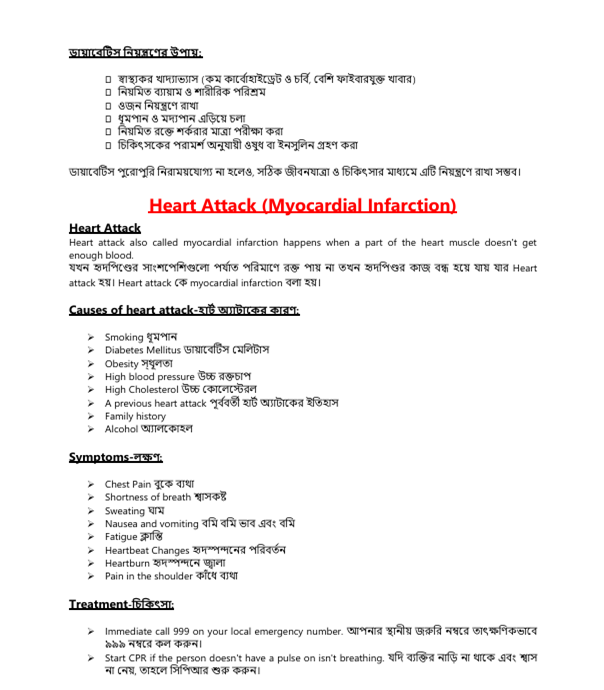 ডায়াবেটিস নিয়ন্ত্রণের উপায়:
স্বাস্থ্যকর খাদ্যাভ্যাস (কম কার্বোহাইড্রেট ও চর্বি, বেশি ফাইবারযুক্ত খাবার)
নিয়মিত ব্যায়াম ও শারীরিক পরিশ্রম
ওজন নিয়ন্ত্রণে রাখা
ধূমপান ও মদ্যপান এড়িয়ে চলা
নিয়মিত রক্তে শর্করার মাত্রা পরীক্ষা করা
চিকিৎসকের পরামর্শ অনুযায়ী ওষুধ বা ইনসুলিন গ্রহণ করা
ডায়াবেটিস পুরোপুরি নিরাময়যোগ্য না হলেও, সঠিক জীবনযাত্রা ও চিকিৎসার মাধ্যমে এটি নিয়ন্ত্রণে রাখা সম্ভব।
Heart Attack (Myocardial Infarction)
Heart Attack
Heart attack also called myocardial infarction happens when a part of the heart muscle doesn't get
enough blood.
যখন হৃদপিণ্ডের সাংশপেশিগুলো পর্যাত পরিমাণে রক্ত পায় না তখন হৃদপিণ্ডর কাজ বন্ধ হয়ে যায় যার Heart
attack হয়। Heart attack কে myocardial infarction বলা হয়।
Causes of heart attack-হার্ট অ্যাটাকের কারণ:
Smoking ধূমপান
Diabetes Mellitus ডায়াবেটিস মেলিটাস
Obesity স্থূলতা
High blood pressure উচ্চ রক্তচাপ
High Cholesterol উচ্চ কোলেস্টেরল
A previous heart attack পূর্ববর্তী হার্ট অ্যাটাকের ইতিহাস
Family history
Alcohol অ্যালকোহল
Symptoms-লক্ষণ:
Chest Pain বুকে ব্যথা
Shortness of breath শ্বাসকষ্ট
Sweating ঘাম
Nausea and vomiting বমি বমি ভাব এবং বমি
Fatigue ক্লান্তি
Heartbeat Changes হৃদস্পন্দনের পরিবর্তন
Heartburn হৃদস্পন্দনে জ্বালা
Pain in the shoulder কাঁধে ব্যথা
Treatment-চিকিৎসা:
Immediate call 999 on your local emergency number. আপনার স্থানীয় জরুরি নম্বরে তাৎক্ষণিকভাবে
৯৯৯ নম্বরে কল করুন।
Start CPR if the person doesn't have a pulse on isn't breathing. যদি ব্যক্তির নাড়ি না থাকে এবং শ্বাস
না নেয়, তাহলে সিপিআর শুরু করুন।